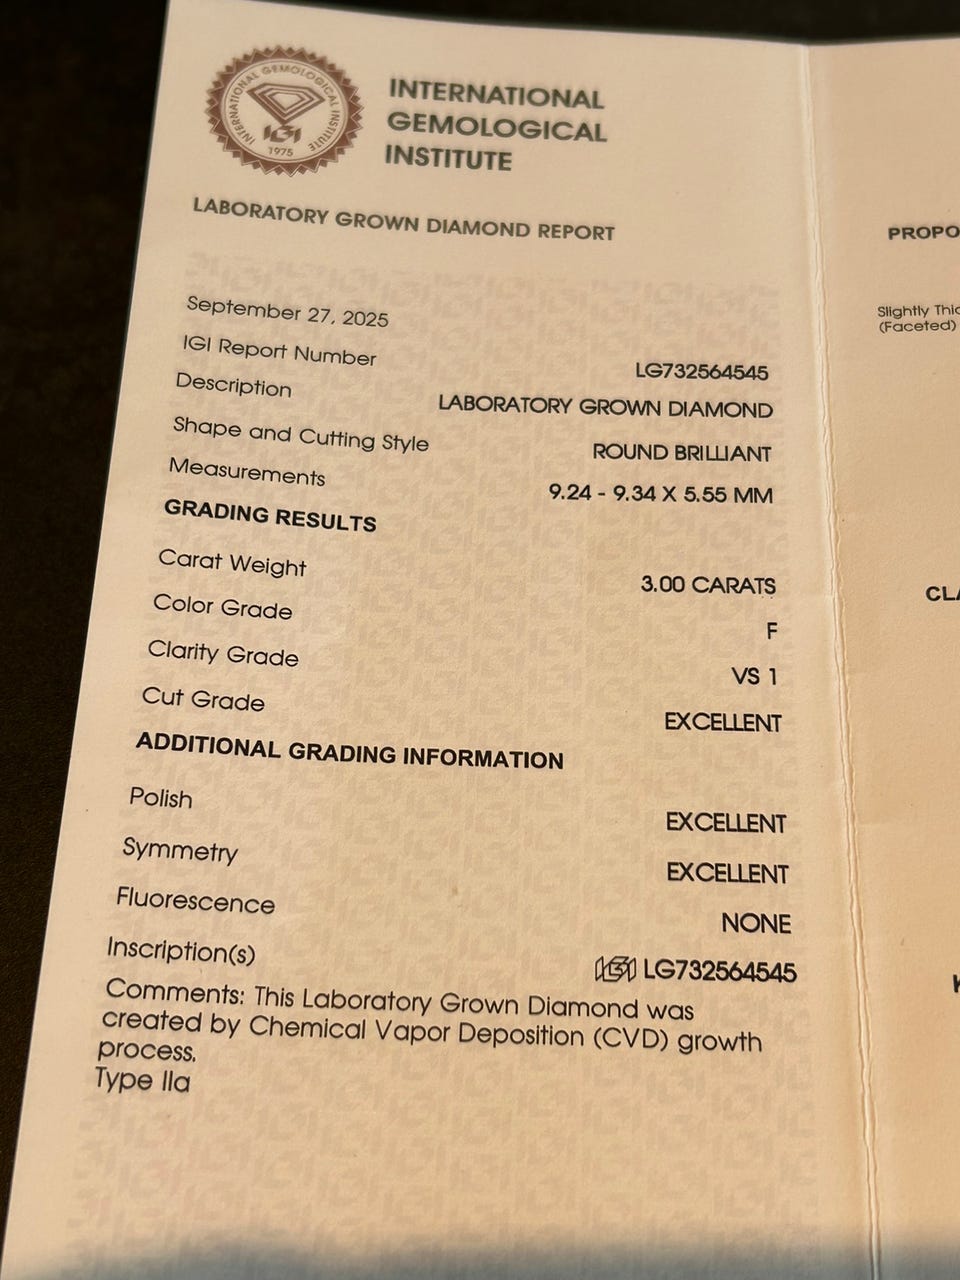 INTERNATIONAL GEMOLOGICAL INSTITUTE
IGI
1975
INTERNATIONAL
GEMOLOGICAL
INSTITUTE
LABORATORY GROWN DIAMOND REPORT
September 27, 2025
IGI Report Number LG732564545
Description LABORATORY GROWN DIAMOND
Shape and Cutting Style ROUND BRILLIANT
Measurements 9.24 - 9.34 X 5.55 MM
GRADING RESULTS
Carat Weight 3.00 CARATS
Color Grade F
Clarity Grade VS 1
Cut Grade EXCELLENT
ADDITIONAL GRADING INFORMATION
Polish EXCELLENT
Symmetry EXCELLENT
Fluorescence NONE
Inscription(s) IGI LG732564545
Comments: This Laboratory Grown Diamond was
created by Chemical Vapor Deposition (CVD) growth
process.
Type IIa
PROPO
Slightly Thic
(Faceted)
CLA
K